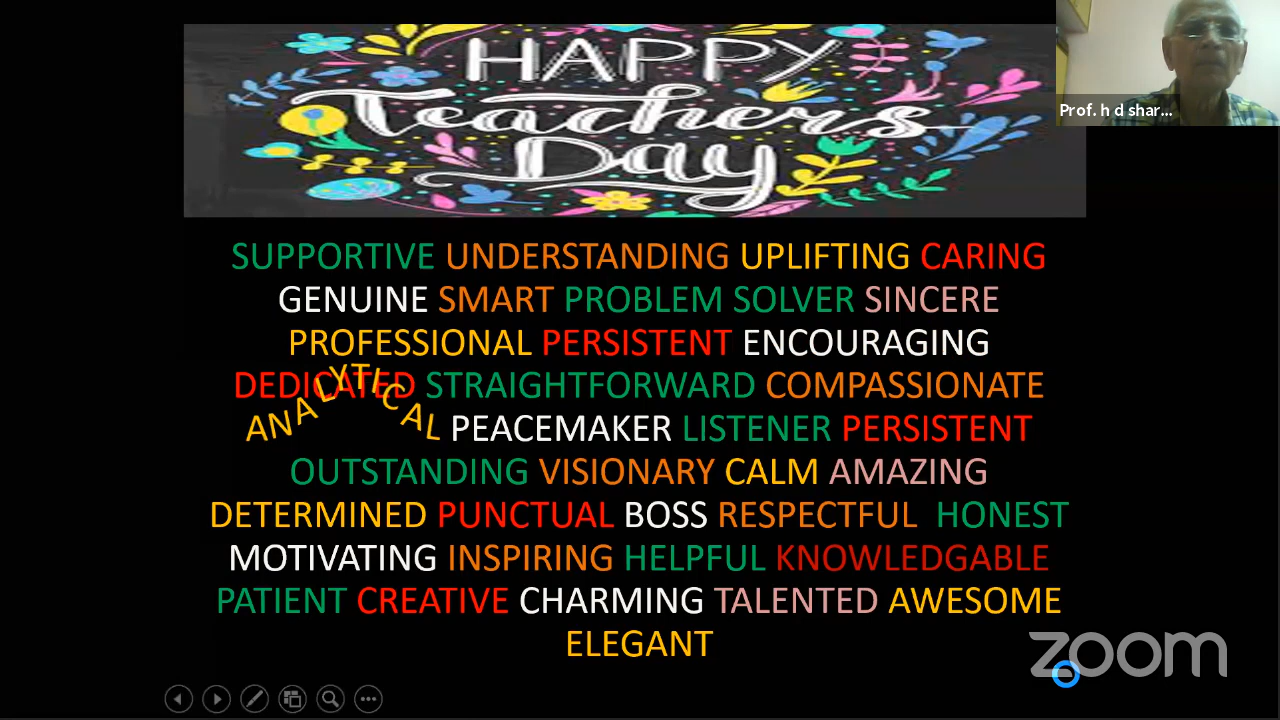 HAPPY
Teachers
Day
Prof. h d shar...
SUPPORTIVE UNDERSTANDING UPLIFTING CARING
GENUINE SMART PROBLEM SOLVER SINCERE
PROFESSIONAL PERSISTENT ENCOURAGING
DEDICATED STRAIGHTFORWARD COMPASSIONATE
ANALYTICAL PEACEMAKER LISTENER PERSISTENT
OUTSTANDING VISIONARY CALM AMAZING
DETERMINED PUNCTUAL BOSS RESPECTFUL HONEST
MOTIVATING INSPIRING HELPFUL KNOWLEDGABLE
PATIENT CREATIVE CHARMING TALENTED AWESOME
ELEGANT
zoom